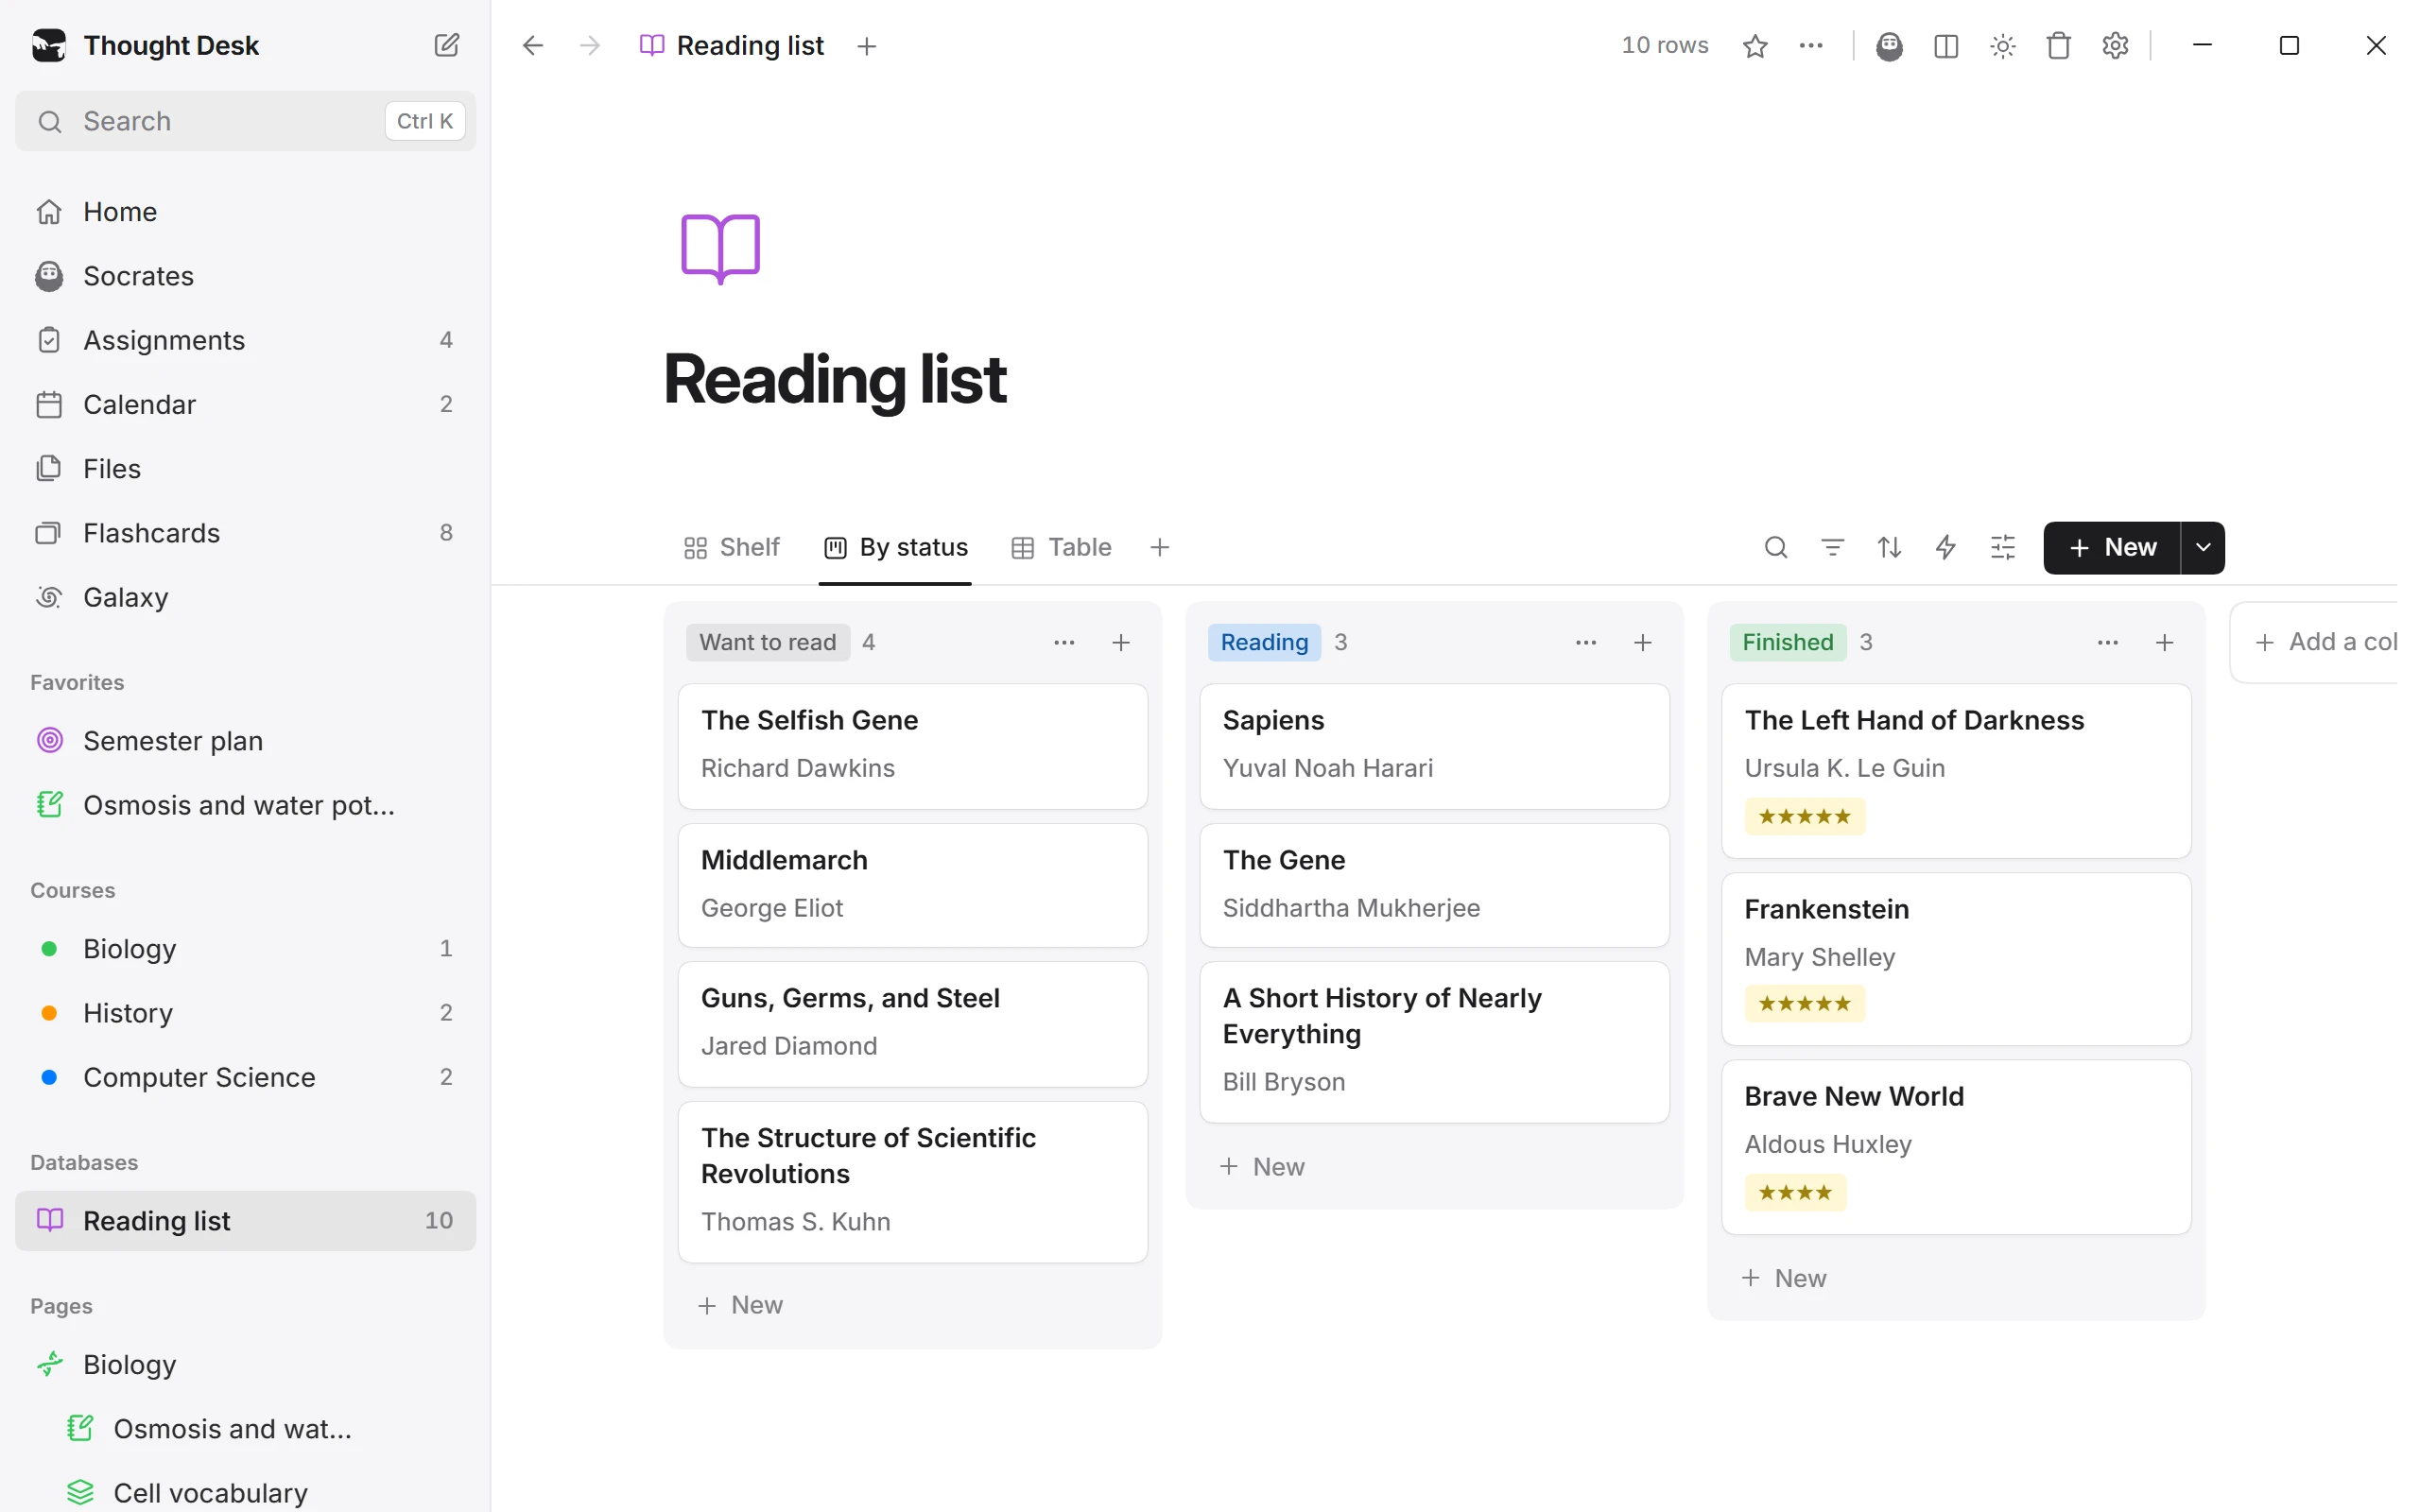 Thought Desk
Search
Ctrl K
Home
Socrates
Assignments 4
Calendar 2
Files
Flashcards 8
Galaxy
Favorites
Semester plan
Osmosis and water pot...
Courses
Biology 1
History 2
Computer Science 2
Databases
Reading list 10
Pages
Biology
Osmosis and wat...
Cell vocabulary
Reading list
10 rows
Reading list
Shelf
By status
Table
New
Want to read 4
The Selfish Gene
Richard Dawkins
Middlemarch
George Eliot
Guns, Germs, and Steel
Jared Diamond
The Structure of Scientific
Revolutions
Thomas S. Kuhn
New
Reading 3
Sapiens
Yuval Noah Harari
The Gene
Siddhartha Mukherjee
A Short History of Nearly
Everything
Bill Bryson
New
Finished 3
The Left Hand of Darkness
Ursula K. Le Guin
★★★★★
Frankenstein
Mary Shelley
★★★★★
Brave New World
Aldous Huxley
★★★★
New
Add a col